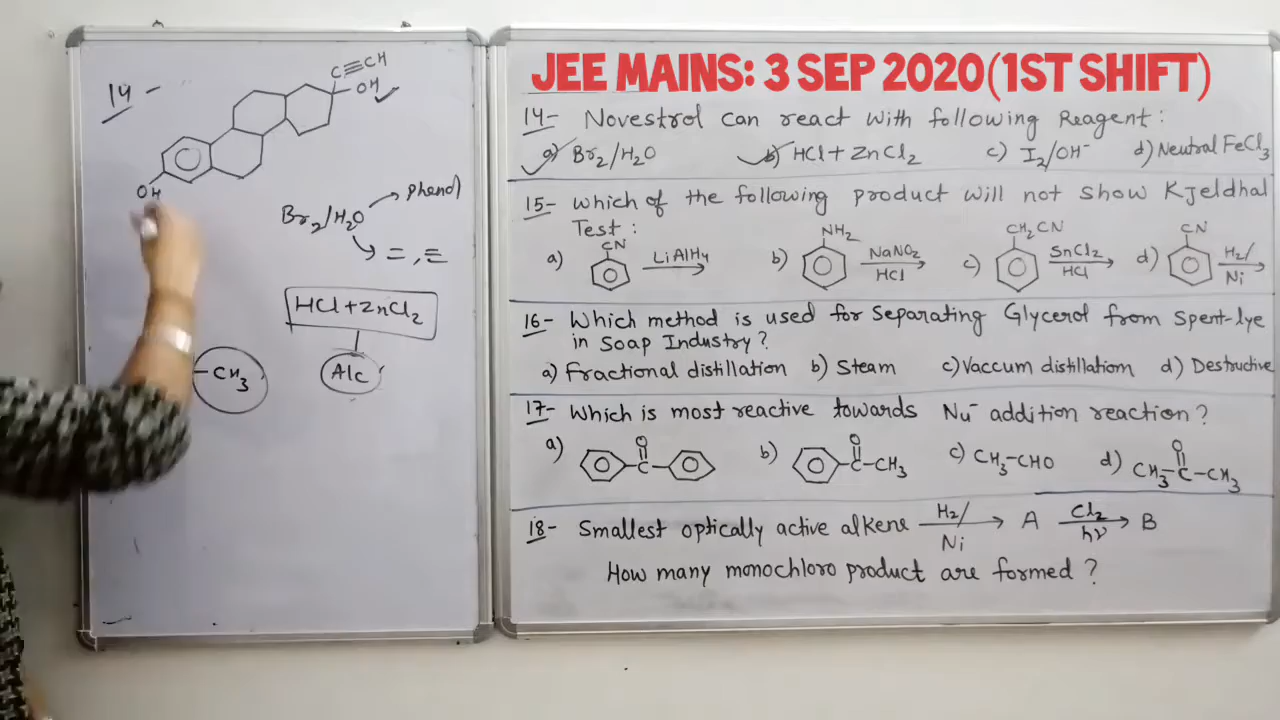 14 -
C≡CH
OH
OH
Br2/H2O → phenol
→ =, ≡
HCl+ZnCl2
-CH3
Alc
JEE MAINS: 3 SEP 2020(1ST SHIFT)
14- Novestrol can react with following Reagent:
a) Br2/H2O b) HCl+ZnCl2 c) I2/OH⁻ d) Neutral FeCl3
15- Which of the following product will not show Kjeldhal
Test:
CN NH2 CH2CN CN
a) LiAlH4 b) NaNO2 c) SnCl2 d) H2/
HCl HCl Ni
16- Which method is used for Separating Glycerol from Spent-lye
in Soap Industry?
a) fractional distillation b) Steam c) Vaccum distillation d) Destructive
17- Which is most reactive towards Nu⁻ addition reaction?
O O O
a) C b) C-CH3 c) CH3-CHO d) CH3-C-CH3
18- Smallest optically active alkene H2/Ni → A Cl2/hν → B
How many monochloro product are formed?